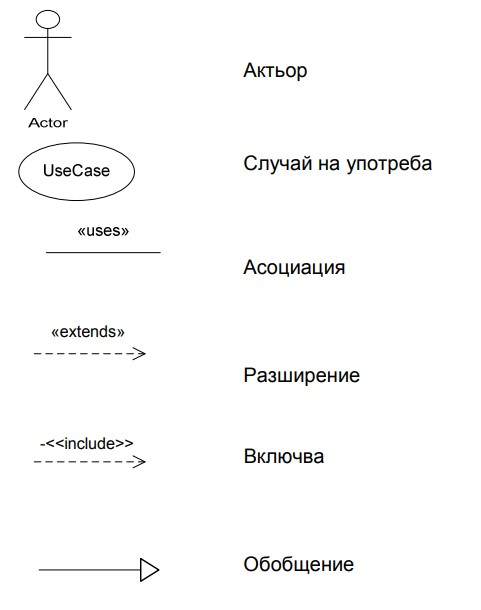 Актьор
Actor
UseCase
Случай на употреба
«uses»
Асоциация
«extends»
Разширение
-<<include>>
Включва
Обобщение